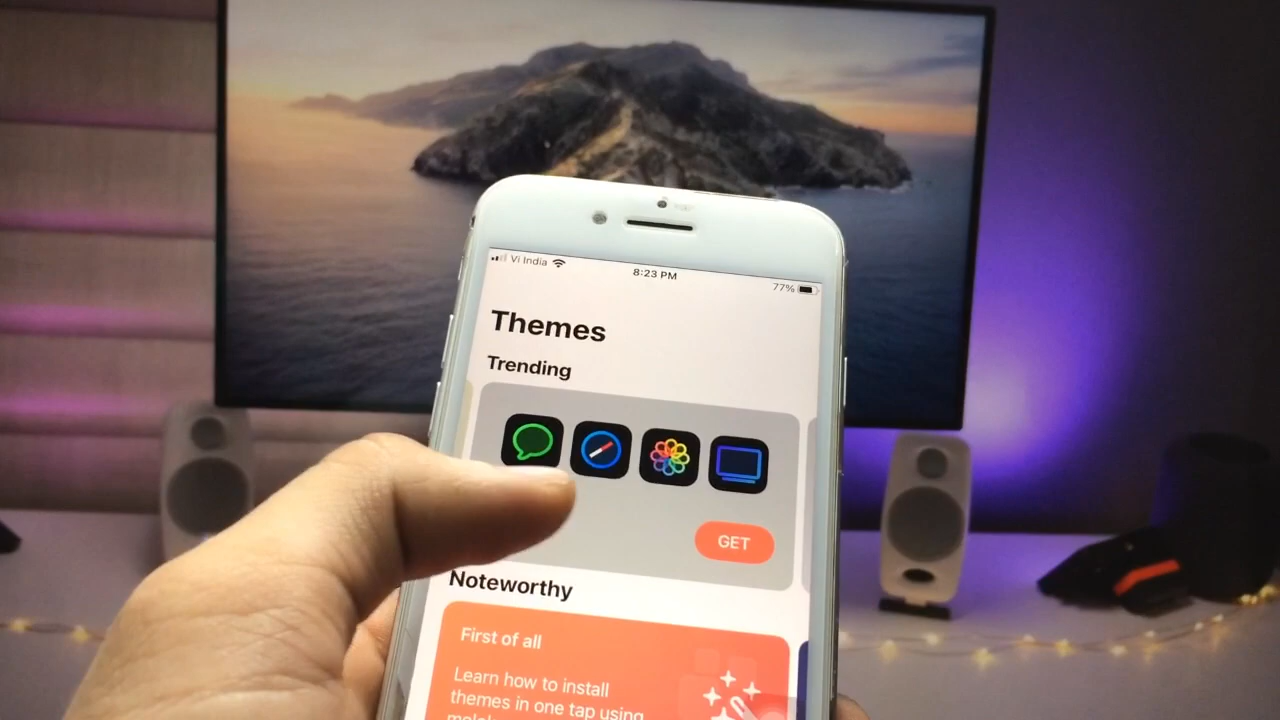 Vi India
8:23 PM
77%
Themes
Trending
GET
Noteworthy
First of all
Learn how to install
themes in one tap using